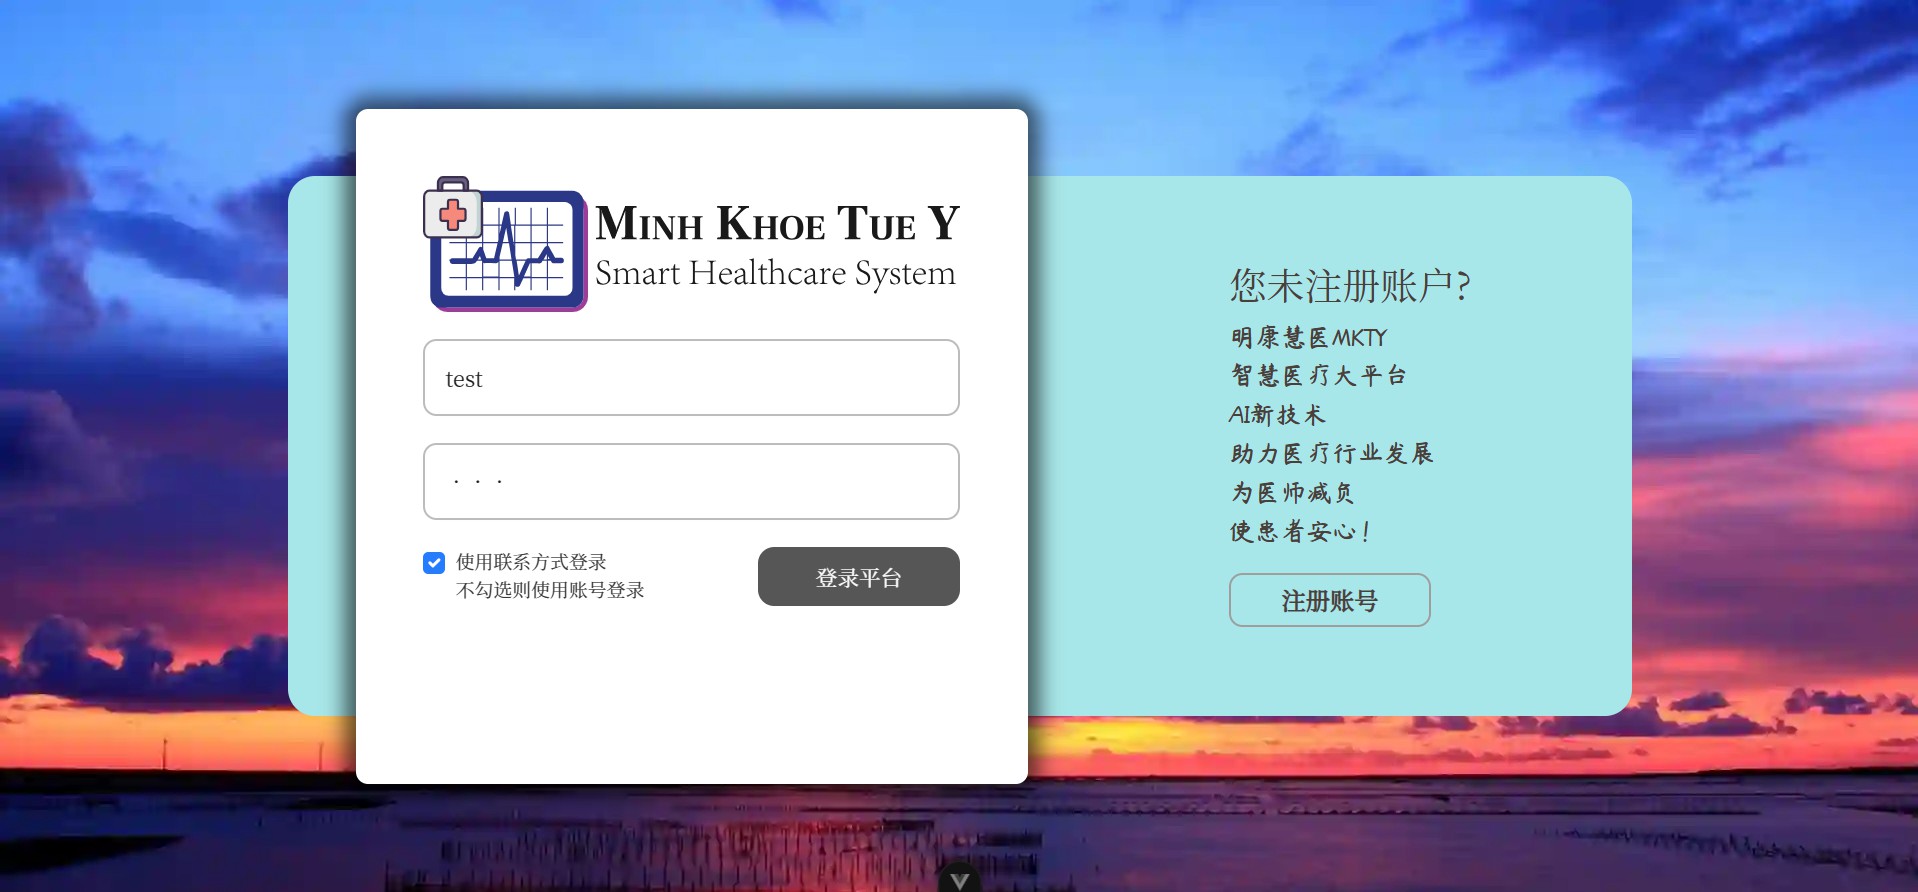 Minh Khoe Tue Y
Smart Healthcare System
test
使用联系方式登录
不勾选则使用账号登录
登录平台
您未注册账户?
明康慧医MKTY
智慧医疗大平台
AI新技术
助力医疗行业发展
为医师减负
使患者安心！
注册账号